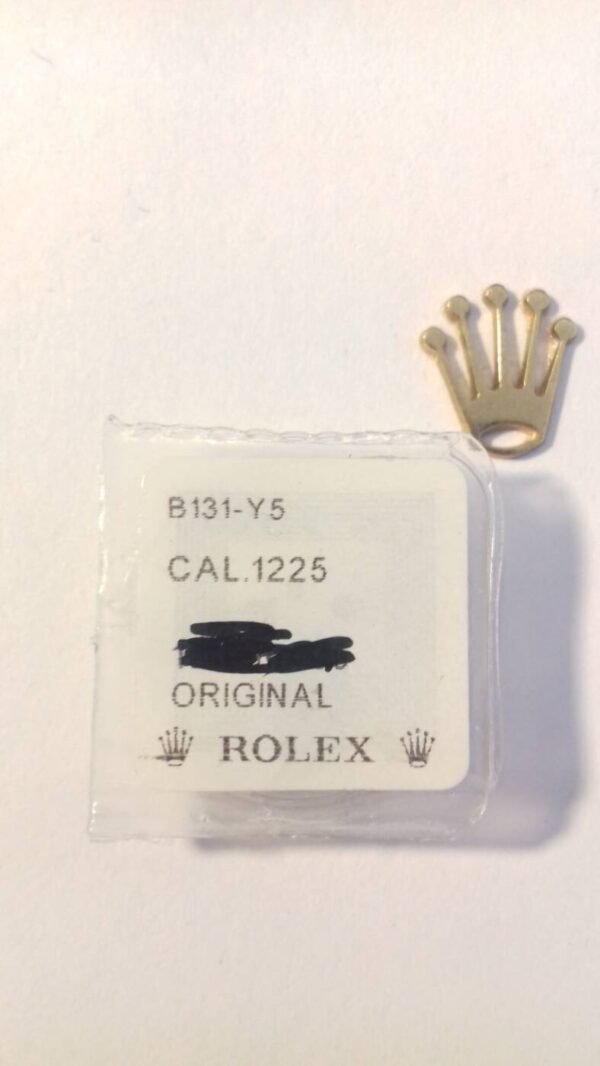 B131-Y5
CAL.1225
ORIGINAL
ROLEX